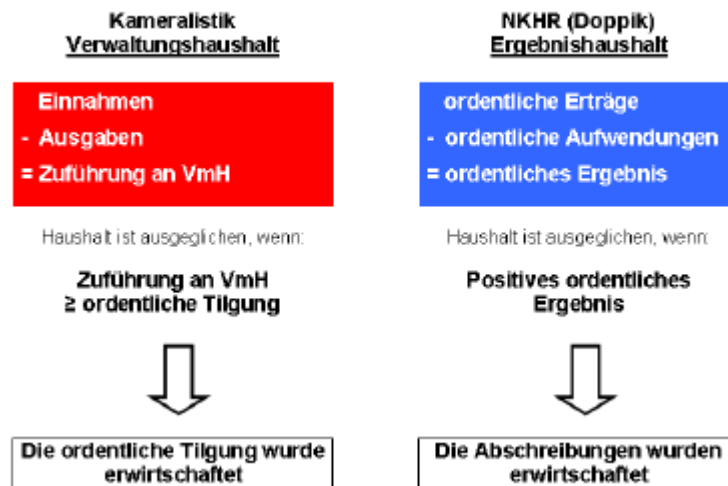 Kameralistik
Verwaltungshaushalt
Einnahmen
- Ausgaben
= Zuführung an VmH
Haushalt ist ausgeglichen, wenn:
Zuführung an VmH
≥ ordentliche Tilgung
Die ordentliche Tilgung wurde
erwirtschaftet
NKHR (Doppik)
Ergebnishaushalt
ordentliche Erträge
- ordentliche Aufwendungen
= ordentliches Ergebnis
Haushalt ist ausgeglichen, wenn:
Positives ordentliches
Ergebnis
Die Abschreibungen wurden
erwirtschaftet